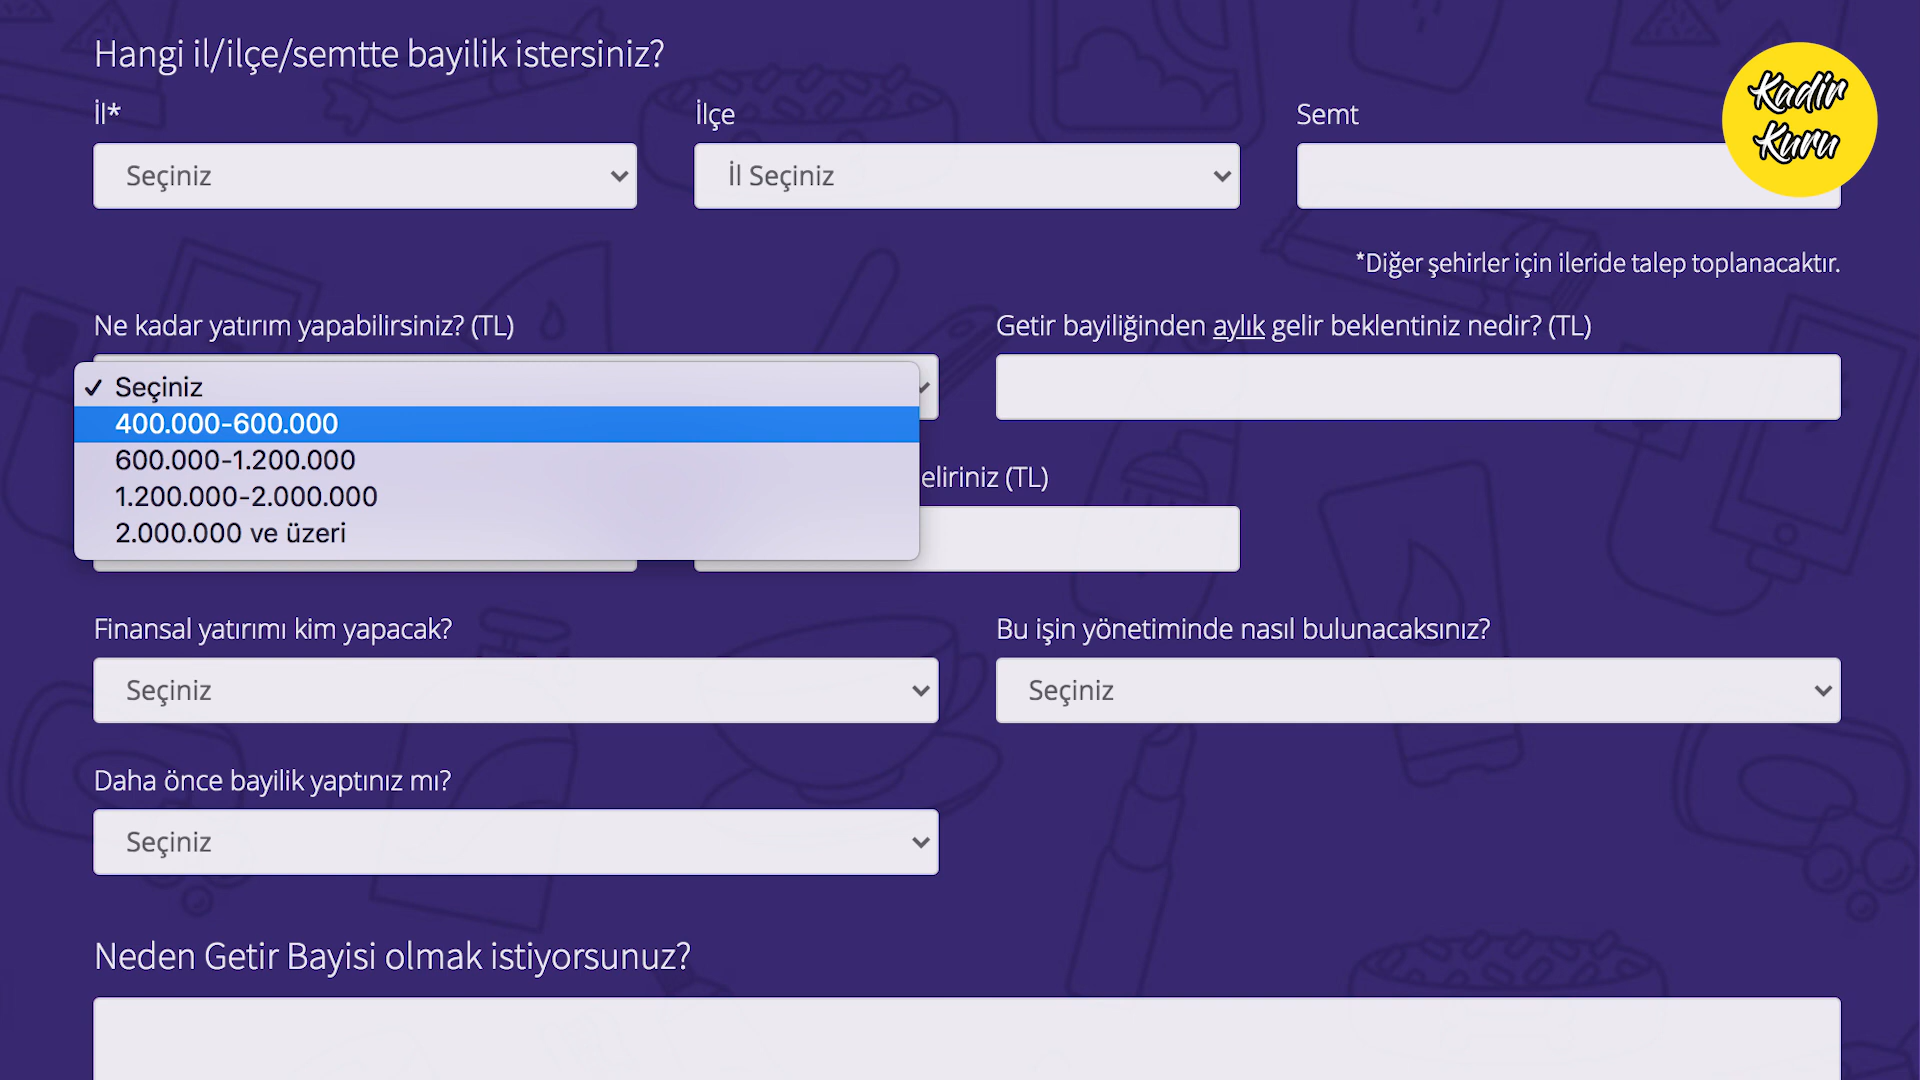 Hangi il/ilçe/semtte bayilik istersiniz?
Kadir
Kuru
İl*
İlçe
Semt
Seçiniz
İl Seçiniz
*Diğer şehirler için ileride talep toplanacaktır.
Ne kadar yatırım yapabilirsiniz? (TL)
Getir bayiliğinden aylık gelir beklentiniz nedir? (TL)
✓ Seçiniz
400.000-600.000
600.000-1.200.000
1.200.000-2.000.000
2.000.000 ve üzeri
eliriniz (TL)
Finansal yatırımı kim yapacak?
Bu işin yönetiminde nasıl bulunacaksınız?
Seçiniz
Seçiniz
Daha önce bayilik yaptınız mı?
Seçiniz
Neden Getir Bayisi olmak istiyorsunuz?